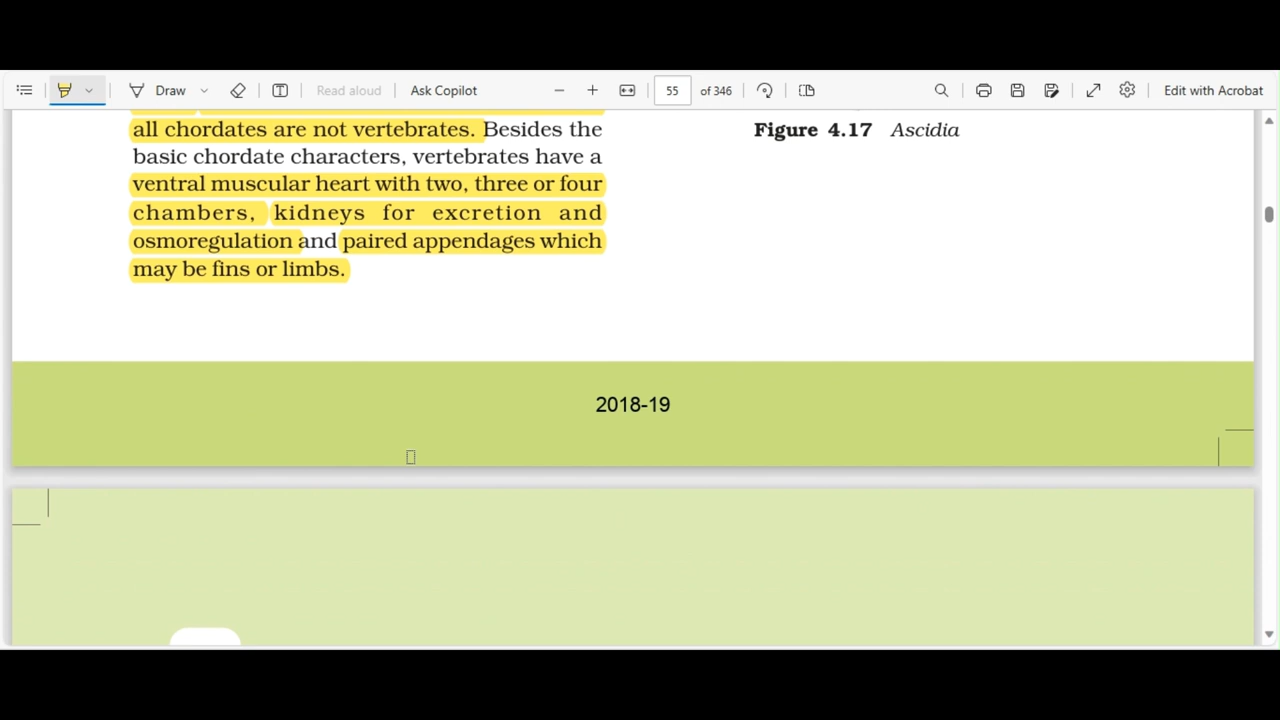 Draw
Read aloud
Ask Copilot
55
of 346
Edit with Acrobat
all chordates are not vertebrates. Besides the
basic chordate characters, vertebrates have a
ventral muscular heart with two, three or four
chambers, kidneys for excretion and
osmoregulation and paired appendages which
may be fins or limbs.
Figure 4.17 Ascidia
2018-19